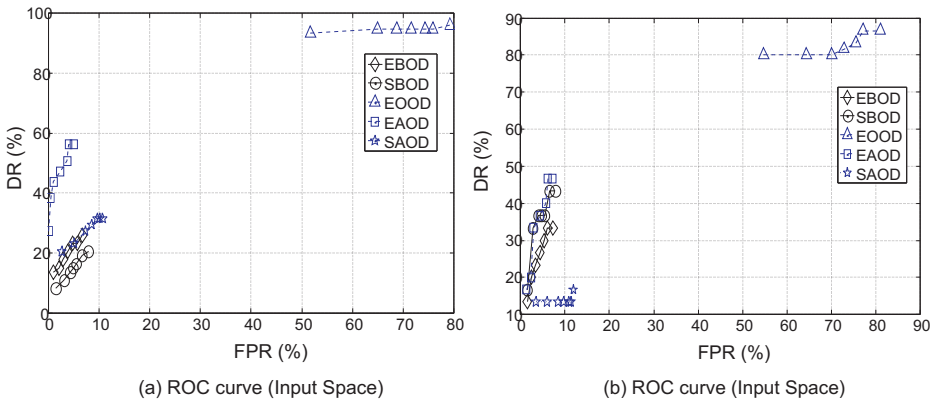 100
80
60
40
20
0
DR (%)
EBOD
SBOD
EOOD
EAOD
SAOD
0 10 20 30 40 50 60 70 80
FPR (%)
(a) ROC curve (Input Space)
90
80
70
60
50
40
30
20
10
DR (%)
EBOD
SBOD
EOOD
EAOD
SAOD
0 10 20 30 40 50 60 70 80 90
FPR (%)
(b) ROC curve (Input Space)